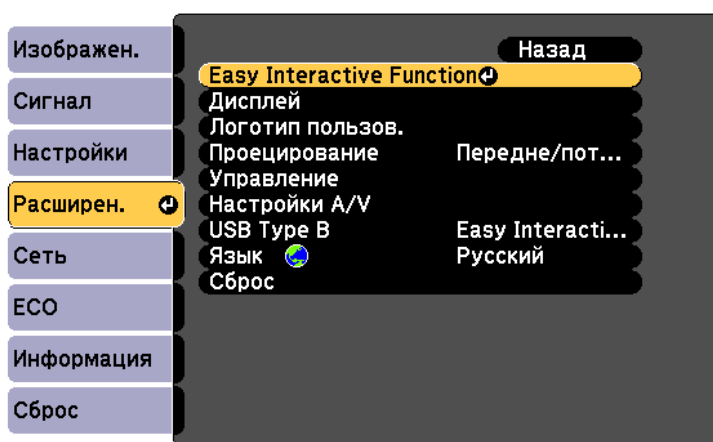 Изображен.
Сигнал
Настройки
Расширен.
Сеть
ECO
Информация
Сброс
Назад
Easy Interactive Function
Дисплей
Логотип пользов.
Проецирование Передне/пот...
Управление
Настройки A/V
USB Type B Easy Interacti...
Язык Русский
Сброс